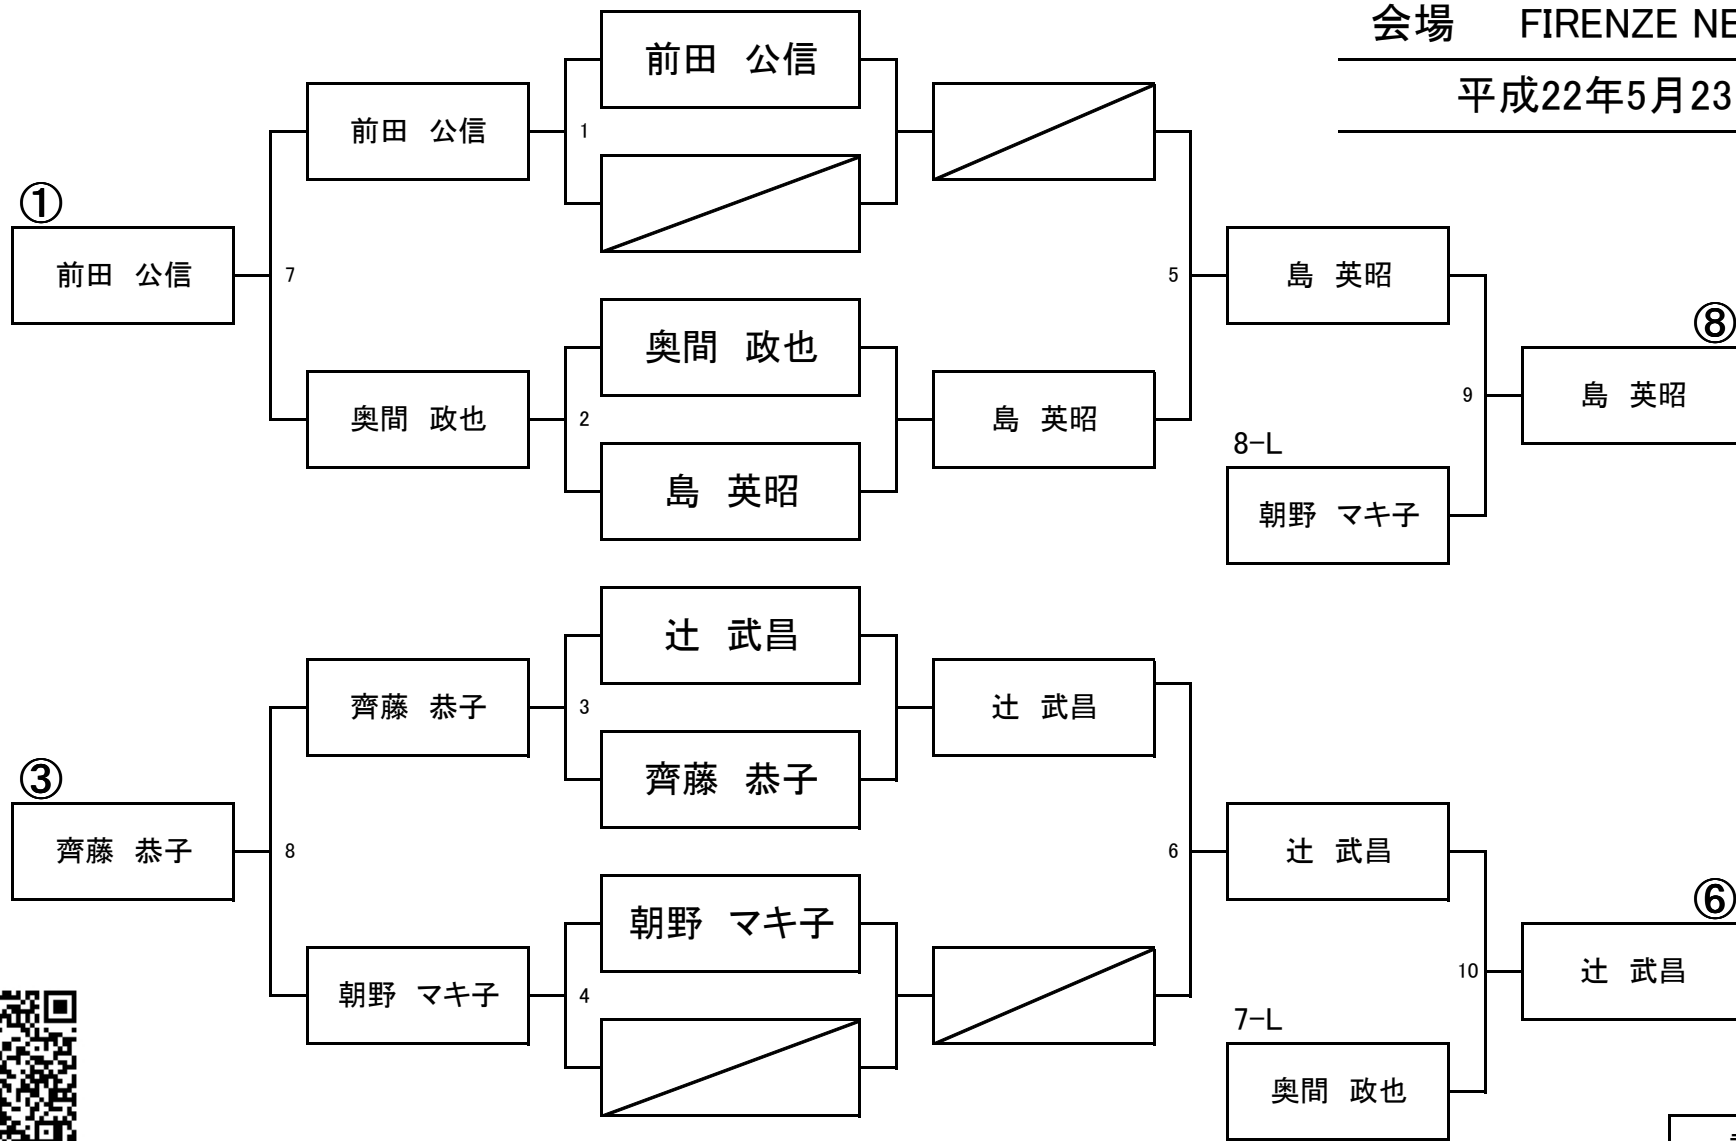 会場　FIRENZE NE
平成22年5月23
前田　公信
前田　公信
1
①
前田　公信
7
5
島　英昭
⑧
奥間　政也
奥間　政也
2
島　英昭
9
島　英昭
8-L
島　英昭
朝野　マキ子
辻　武昌
齊藤　恭子
3
辻　武昌
③
齊藤　恭子
齊藤　恭子
8
6
辻　武昌
⑥
朝野　マキ子
朝野　マキ子
4
10
辻　武昌
7-L
奥間　政也